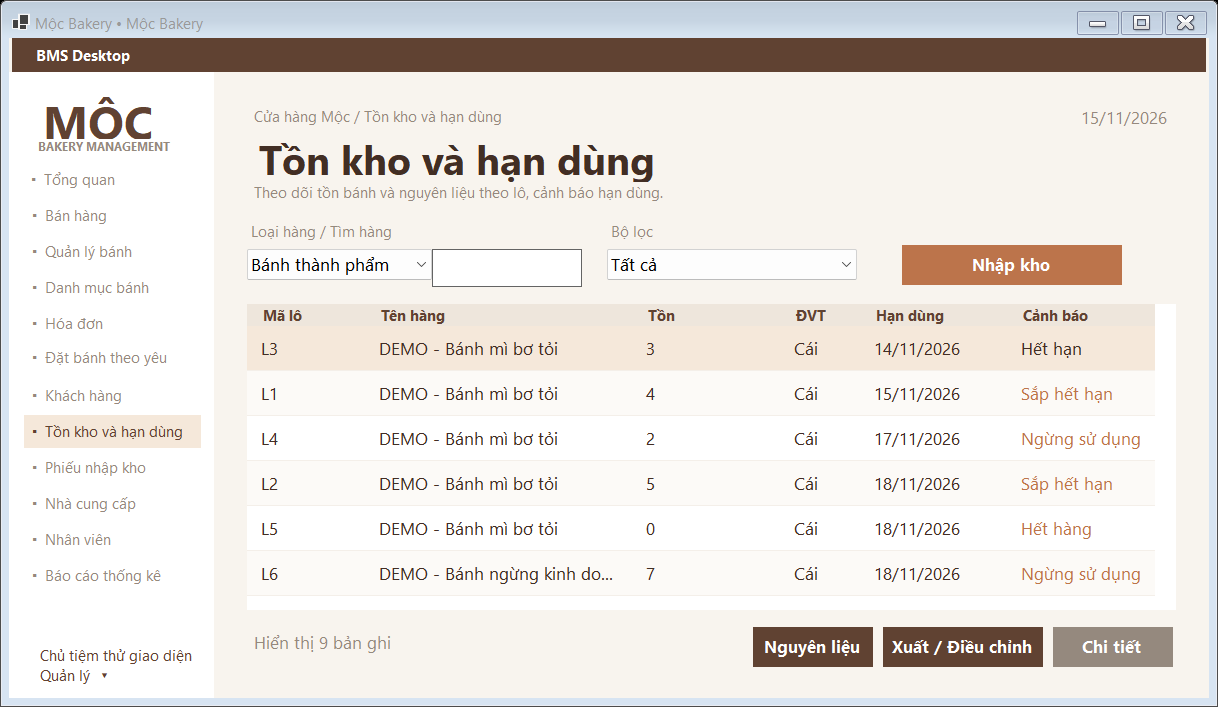 Mộc Bakery • Mộc Bakery
BMS Desktop
MÔC
BAKERY MANAGEMENT
Tổng quan
Bán hàng
Quản lý bánh
Danh mục bánh
Hóa đơn
Đặt bánh theo yêu
Khách hàng
Tồn kho và hạn dùng
Phiếu nhập kho
Nhà cung cấp
Nhân viên
Báo cáo thống kê
Chủ tiệm thử giao diện
Quản lý
Cửa hàng Mộc / Tồn kho và hạn dùng
15/11/2026
Tồn kho và hạn dùng
Theo dõi tồn bánh và nguyên liệu theo lô, cảnh báo hạn dùng.
Loại hàng / Tìm hàng Bộ lọc
Bánh thành phẩm Tất cả Nhập kho
Mã lô Tên hàng Tồn ĐVT Hạn dùng Cảnh báo
L3 DEMO - Bánh mì bơ tỏi 3 Cái 14/11/2026 Hết hạn
L1 DEMO - Bánh mì bơ tỏi 4 Cái 15/11/2026 Sắp hết hạn
L4 DEMO - Bánh mì bơ tỏi 2 Cái 17/11/2026 Ngừng sử dụng
L2 DEMO - Bánh mì bơ tỏi 5 Cái 18/11/2026 Sắp hết hạn
L5 DEMO - Bánh mì bơ tỏi 0 Cái 18/11/2026 Hết hàng
L6 DEMO - Bánh ngừng kinh do... 7 Cái 18/11/2026 Ngừng sử dụng
Hiển thị 9 bản ghi
Nguyên liệu Xuất / Điều chỉnh Chi tiết